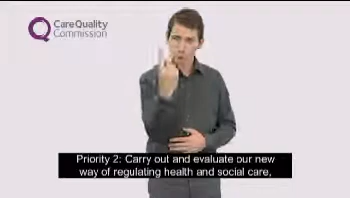 CareQuality
Commission
Priority 2: Carry out and evaluate our new
way of regulating health and social care,